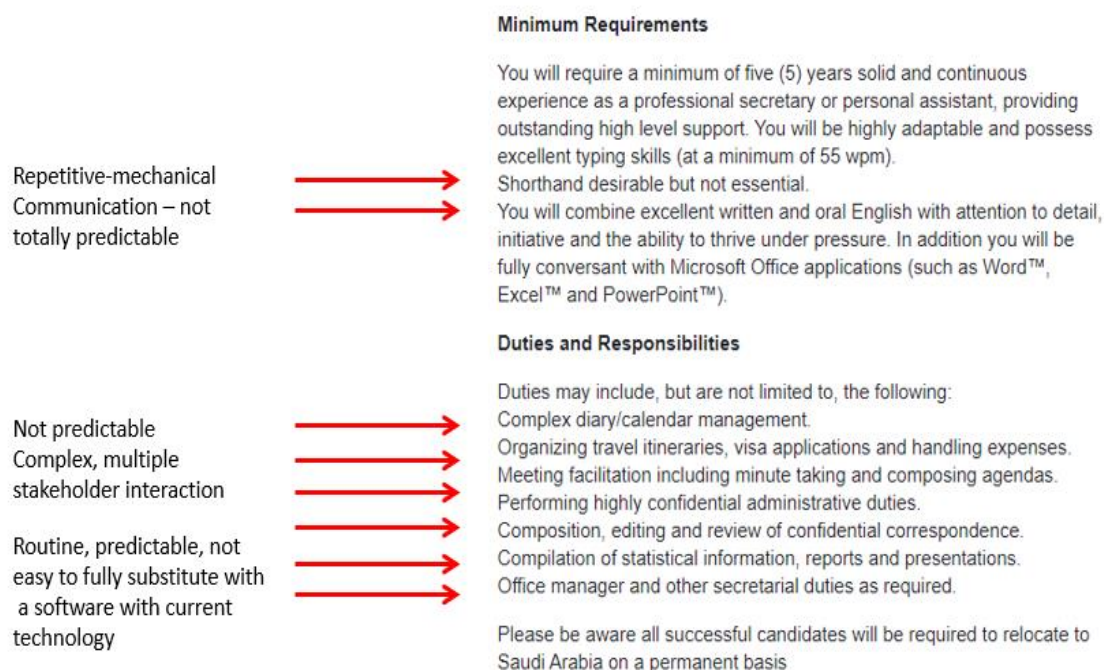 Minimum Requirements
You will require a minimum of five (5) years solid and continuous
experience as a professional secretary or personal assistant, providing
outstanding high level support. You will be highly adaptable and possess
excellent typing skills (at a minimum of 55 wpm).
Shorthand desirable but not essential.
You will combine excellent written and oral English with attention to detail,
initiative and the ability to thrive under pressure. In addition you will be
fully conversant with Microsoft Office applications (such as Word™,
Excel™ and PowerPoint™).
Repetitive-mechanical
Communication – not
totally predictable
Duties and Responsibilities
Duties may include, but are not limited to, the following:
Complex diary/calendar management.
Organizing travel itineraries, visa applications and handling expenses.
Meeting facilitation including minute taking and composing agendas.
Performing highly confidential administrative duties.
Composition, editing and review of confidential correspondence.
Compilation of statistical information, reports and presentations.
Office manager and other secretarial duties as required.
Please be aware all successful candidates will be required to relocate to
Saudi Arabia on a permanent basis
Not predictable
Complex, multiple
stakeholder interaction
Routine, predictable, not
easy to fully substitute with
a software with current
technology